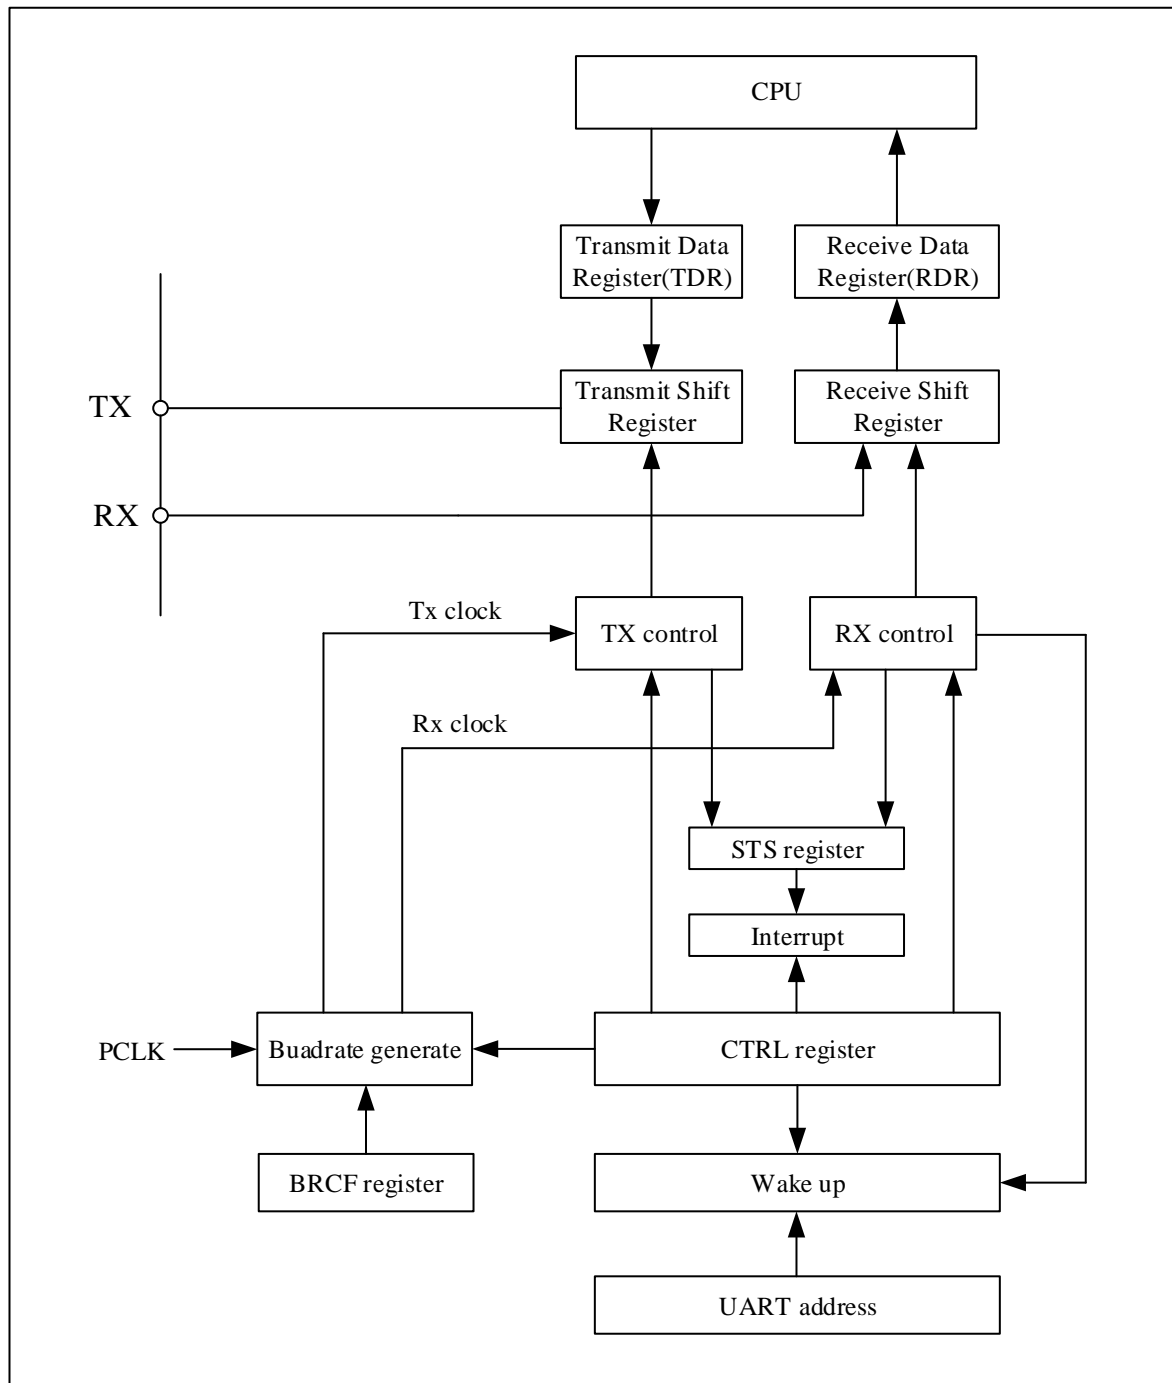 CPU
Transmit Data
Register(TDR)
Receive Data
Register(RDR)
Transmit Shift
Register
Receive Shift
Register
TX
RX
Tx clock
TX control
RX control
Rx clock
STS register
Interrupt
PCLK
Buadrate generate
CTRL register
BRCF register
Wake up
UART address